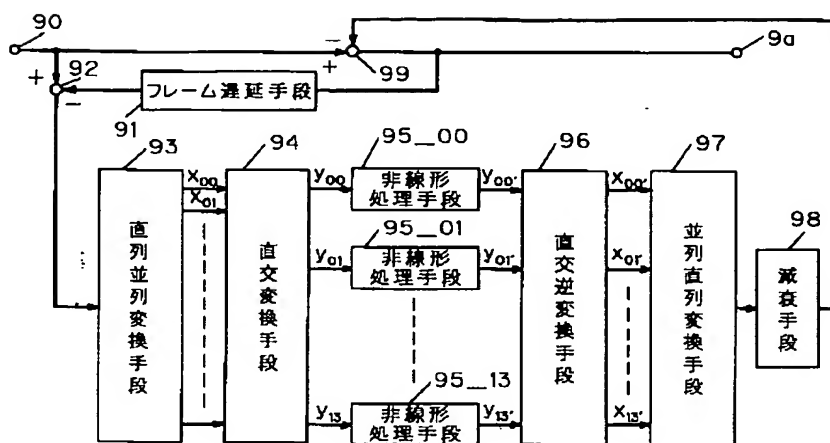 90
9a
－
＋
99
＋
92
－
フレーム遅延手段
91
93
94
95_00
96
97
x00
x01
y00
非線形
処理手段
y00'
x00'
95_01
y01
非線形
処理手段
y01'
x01'
98
直列並列変換手段
直交変換手段
直交逆変換手段
並列直列変換手段
減衰手段
95_13
y13
非線形
処理手段
y13'
x13'